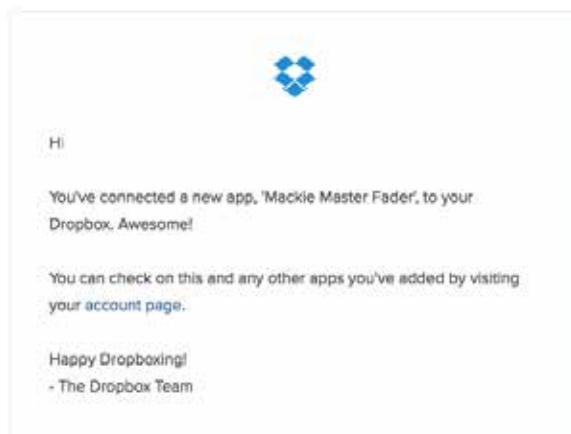 Hi
You've connected a new app, 'Mackie Master Fader', to your
Dropbox. Awesome!
You can check on this and any other apps you've added by visiting
your account page.
Happy Dropboxing!
- The Dropbox Team